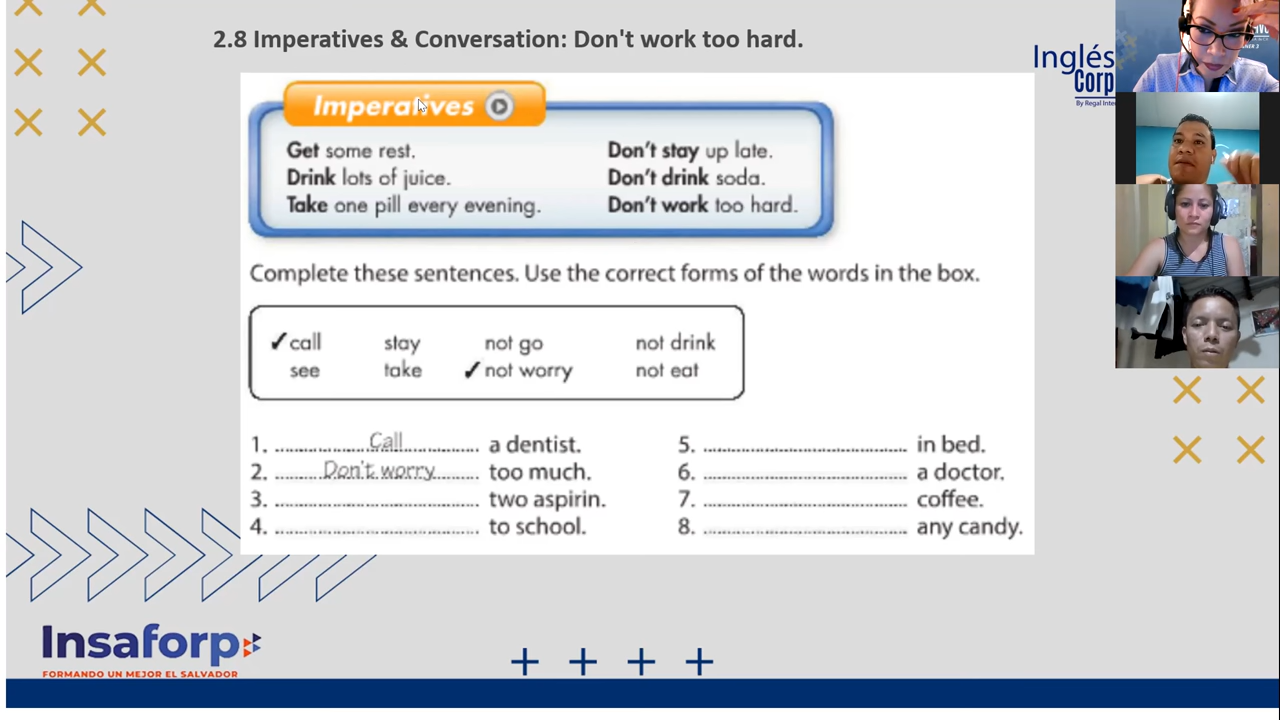 2.8 Imperatives & Conversation: Don't work too hard.
Inglés
Corp
By Regal
Imperatives
Get some rest.
Don't stay up late.
Drink lots of juice.
Don't drink soda.
Take one pill every evening.
Don't work too hard.
Complete these sentences. Use the correct forms of the words in the box.
✓ call stay not go not drink
see take ✓ not worry not eat
1. Call a dentist.
2. Don't worry too much.
3. two aspirin.
4. to school.
5. in bed.
6. a doctor.
7. coffee.
8. any candy.
Insaforp
FORMANDO UN MEJOR EL SALVADOR